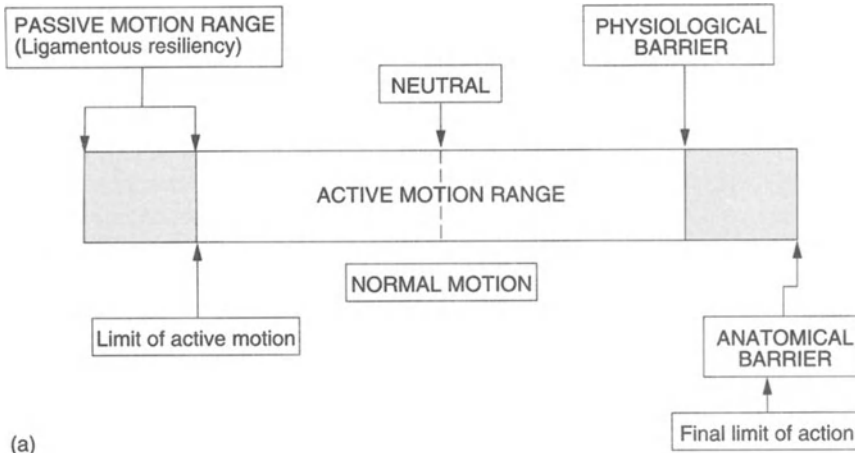 PASSIVE MOTION RANGE
(Ligamentous resiliency)
PHYSIOLOGICAL
BARRIER
NEUTRAL
ACTIVE MOTION RANGE
NORMAL MOTION
Limit of active motion
ANATOMICAL
BARRIER
Final limit of action
(a)